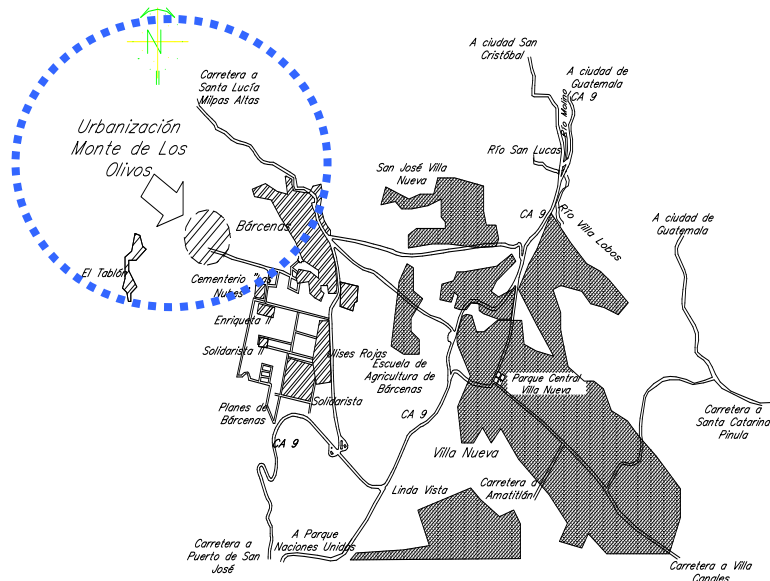 N
A ciudad San
Cristóbal
A ciudad de
Guatemala
CA 9
Carretera a
Santa Lucía
Milpas Altas
Río Molino
Urbanización
Monte de Los
Olivos
Río San Lucas
San José Villa
Nueva
CA 9
Río Villa Lobos
A ciudad de
Guatemala
Bárcenas
El Tablón
Cementerio "Las
Nubes"
Enriqueta II
Solidarista II
Ulises Rojas
Escuela de
Agricultura de
Bárcenas
Parque Central
Villa Nueva
Solidarista
Planes de
Bárcenas
CA 9
Carretera a
Santa Catarina
Pinula
CA 9
Villa Nueva
Linda Vista
Carretera a
Amatitlán
Carretera a
Puerto de San
José
A Parque
Naciones Unidas
Carretera a Villa
Canales